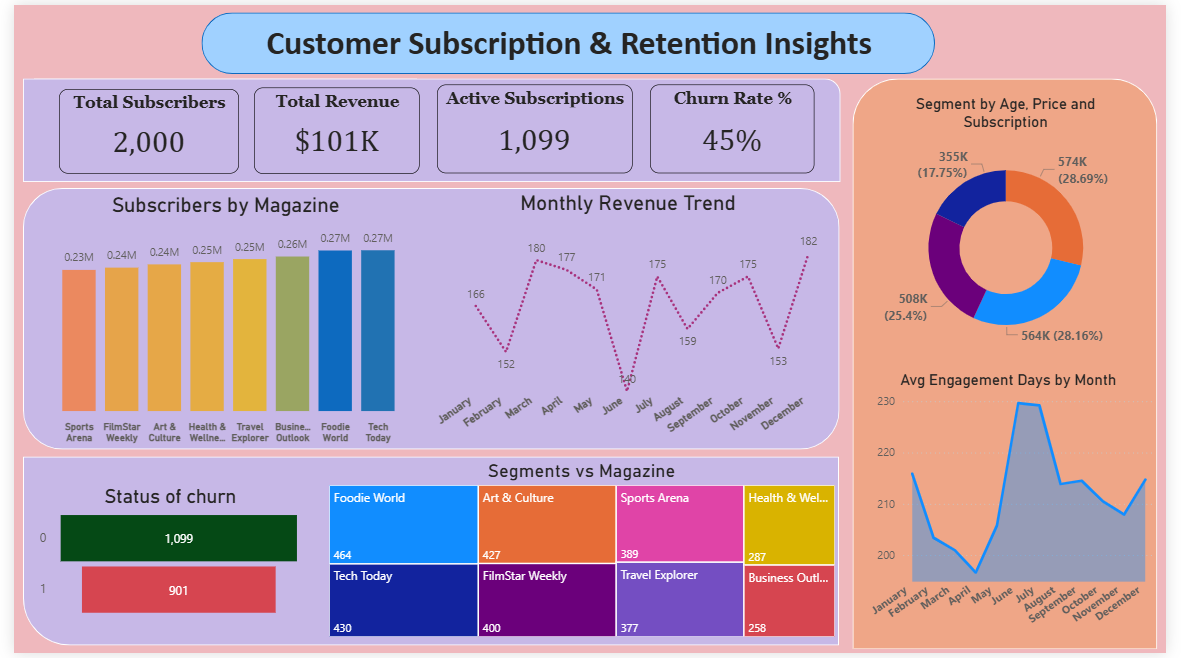 Customer Subscription & Retention Insights
Total Subscribers
2,000
Total Revenue
$101K
Active Subscriptions
1,099
Churn Rate %
45%
Subscribers by Magazine
0.23M
0.24M
0.24M
0.25M
0.25M
0.26M
0.27M
0.27M
Sports
Arena
FilmStar
Weekly
Art &
Culture
Health &
Wellne...
Travel
Explorer
Busine...
Outlook
Foodie
World
Tech
Today
Monthly Revenue Trend
166
152
180
177
171
140
175
159
170
175
153
182
January
February
March
April
May
June
July
August
September
October
November
December
Segment by Age, Price and
Subscription
355K
(17.75%)
574K
(28.69%)
508K
(25.4%)
564K (28.16%)
Avg Engagement Days by Month
230
220
210
200
January
February
March
April
May
June
July
August
September
October
November
December
Status of churn
0
1,099
1
901
Segments vs Magazine
Foodie World
464
Art & Culture
427
Sports Arena
389
Health & Wel...
287
Tech Today
430
FilmStar Weekly
400
Travel Explorer
377
Business Outl...
258